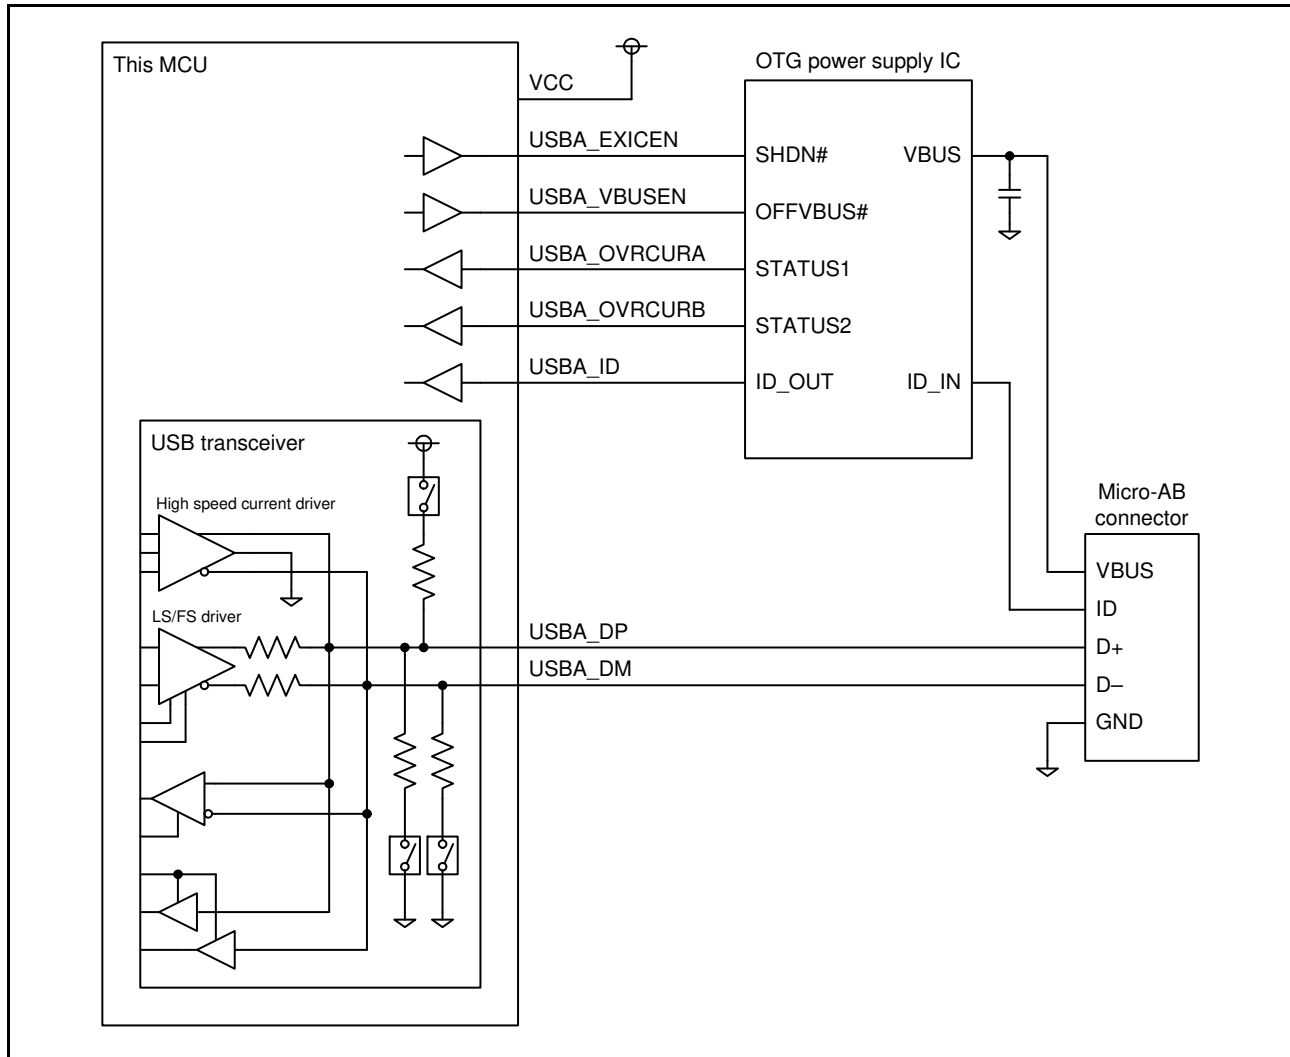 This MCU
VCC
OTG power supply IC
USBA_EXICEN
SHDN#
VBUS
USBA_VBUSEN
OFFVBUS#
USBA_OVRCURA
STATUS1
USBA_OVRCURB
STATUS2
USBA_ID
ID_OUT
ID_IN
USB transceiver
High speed current driver
LS/FS driver
USBA_DP
USBA_DM
Micro-AB
connector
VBUS
ID
D+
D–
GND